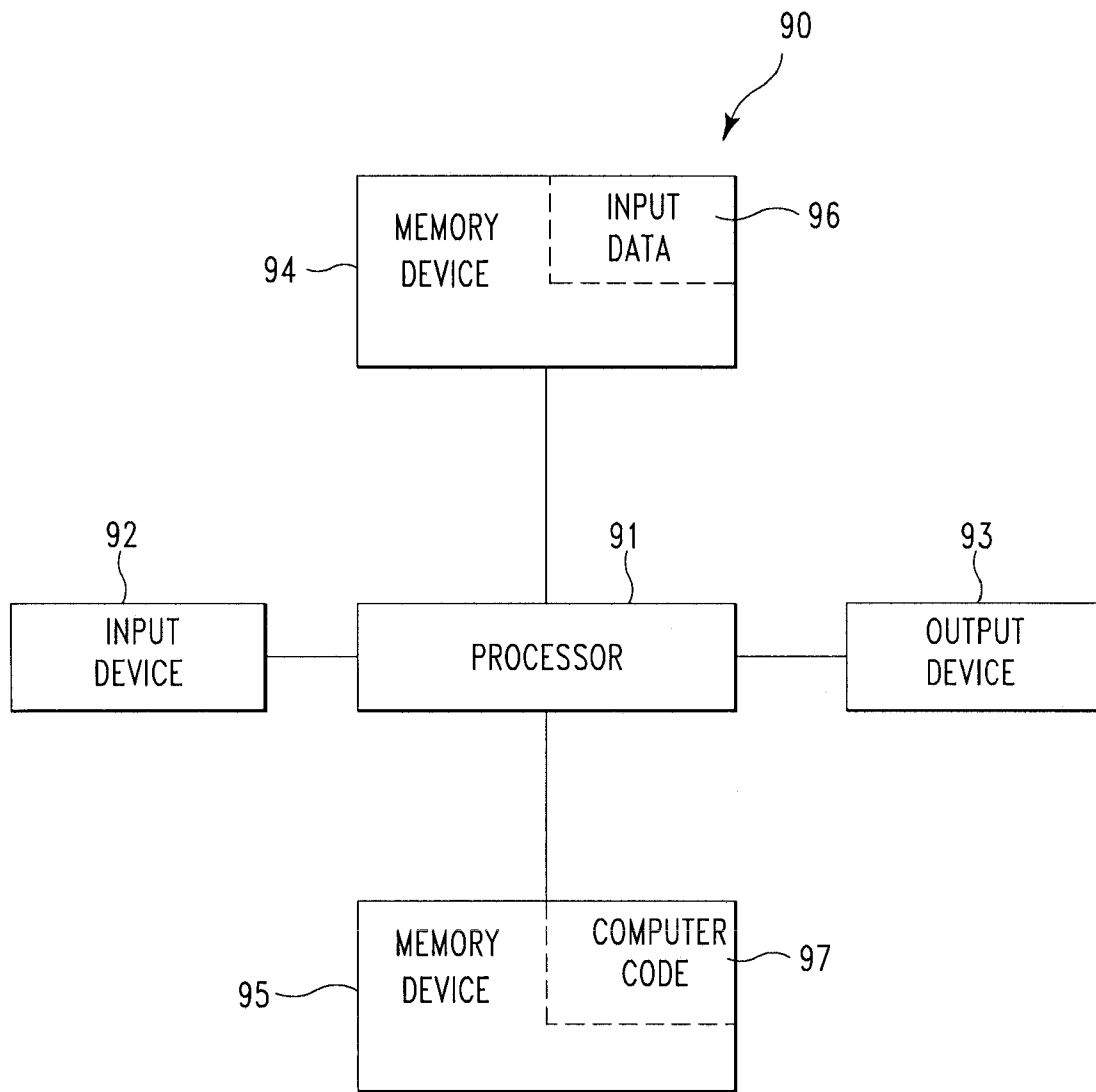 90
MEMORY
DEVICE
INPUT
DATA
96
94
92
91
93
INPUT
DEVICE
PROCESSOR
OUTPUT
DEVICE
MEMORY
DEVICE
COMPUTER
CODE
97
95